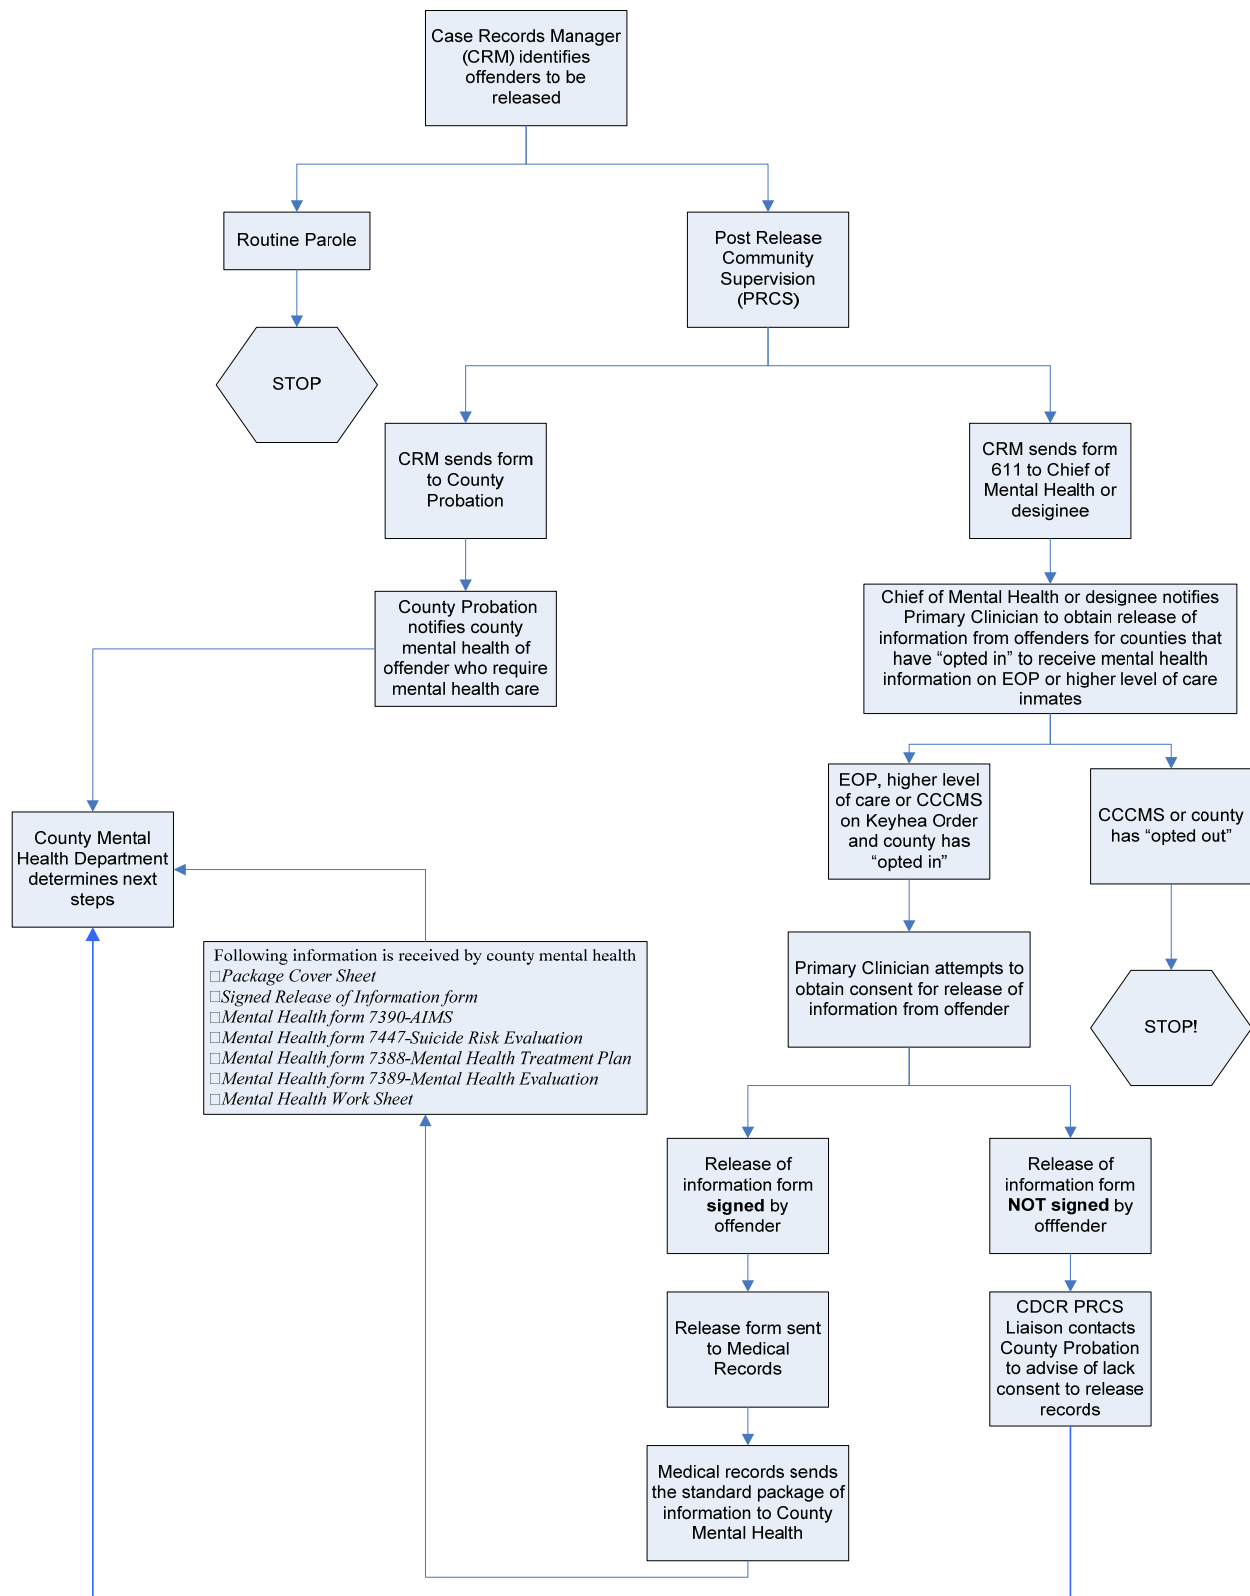 Case Records Manager
(CRM) identifies
offenders to be
released
Routine Parole
Post Release
Community
Supervision
(PRCS)
STOP
CRM sends form
to County
Probation
CRM sends form
611 to Chief of
Mental Health or
desiginee
County Probation
notifies county
mental health of
offender who require
mental health care
Chief of Mental Health or designee notifies
Primary Clinician to obtain release of
information from offenders for counties that
have “opted in” to receive mental health
information on EOP or higher level of care
inmates
EOP, higher level
of care or CCCMS
on Keyhea Order
and county has
“opted in”
CCCMS or county
has “opted out”
County Mental
Health Department
determines next
steps
Primary Clinician attempts to
obtain consent for release of
information from offender
STOP!
Following information is received by county mental health
□Package Cover Sheet
□Signed Release of Information form
□Mental Health form 7390-AIMS
□Mental Health form 7447-Suicide Risk Evaluation
□Mental Health form 7388-Mental Health Treatment Plan
□Mental Health form 7389-Mental Health Evaluation
□Mental Health Work Sheet
Release of
information form
signed by
offender
Release of
information form
NOT signed by
offfender
Release form sent
to Medical
Records
CDCR PRCS
Liaison contacts
County Probation
to advise of lack
consent to release
records
Medical records sends
the standard package of
information to County
Mental Health